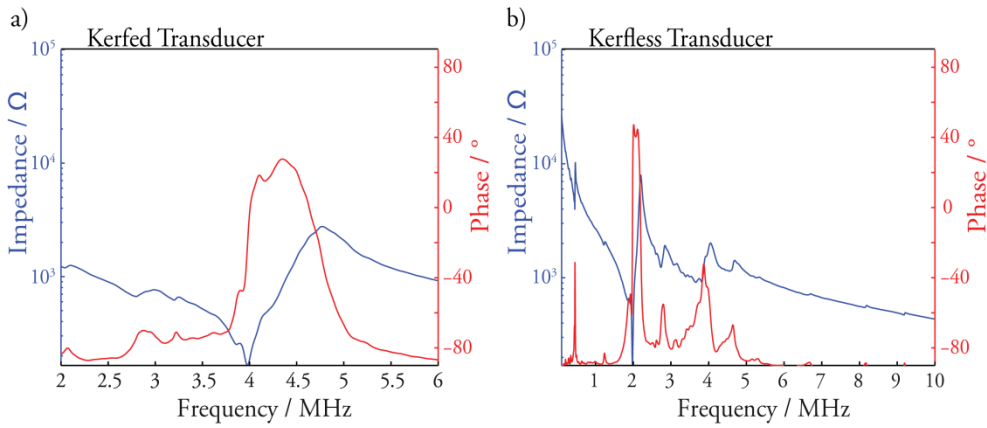 a)
Kerfed Transducer
10^5
10^4
10^3
Impedance / Ω
80
40
0
-40
-80
Phase / °
2 2.5 3 3.5 4 4.5 5 5.5 6
Frequency / MHz
b)
Kerfless Transducer
10^5
10^4
10^3
Impedance / Ω
80
40
0
-40
-80
Phase / °
1 2 3 4 5 6 7 8 9 10
Frequency / MHz